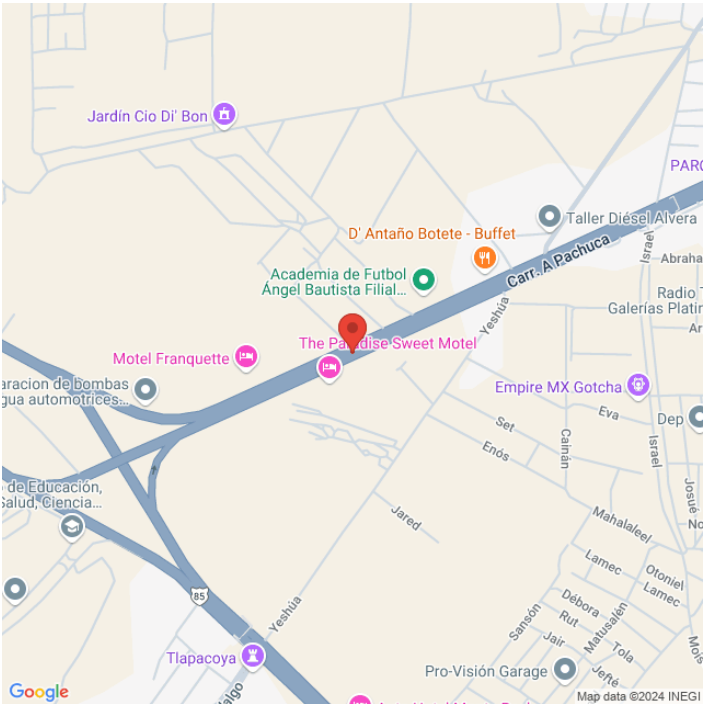 Jardín Cio Di' Bon
PARQ
Taller Diésel Alvera
D' Antaño Botete - Buffet
Carr. A Pachuca
Israel
Abraha
Academia de Futbol
Ángel Bautista Filial...
Yeshúa
Radio T
Galerías Platin
Ar
The Paradise Sweet Motel
Motel Franquette
aracion de bombas
gua automotrices...
Empire MX Gotcha
Eva
Dep
Set
Cainán
Israel
Enós
Josué
No
o de Educación,
Salud, Ciencia...
Jared
Mahalaleel
Lamec
Otoniel
Lamec
85
Yeshúa
Débora
Matusalén
Sansón
Rut
Jair
Tola
Jefté
Mois
Tlapacoya
Pro-Visión Garage
algo
Google
Map data ©2024 INEGI